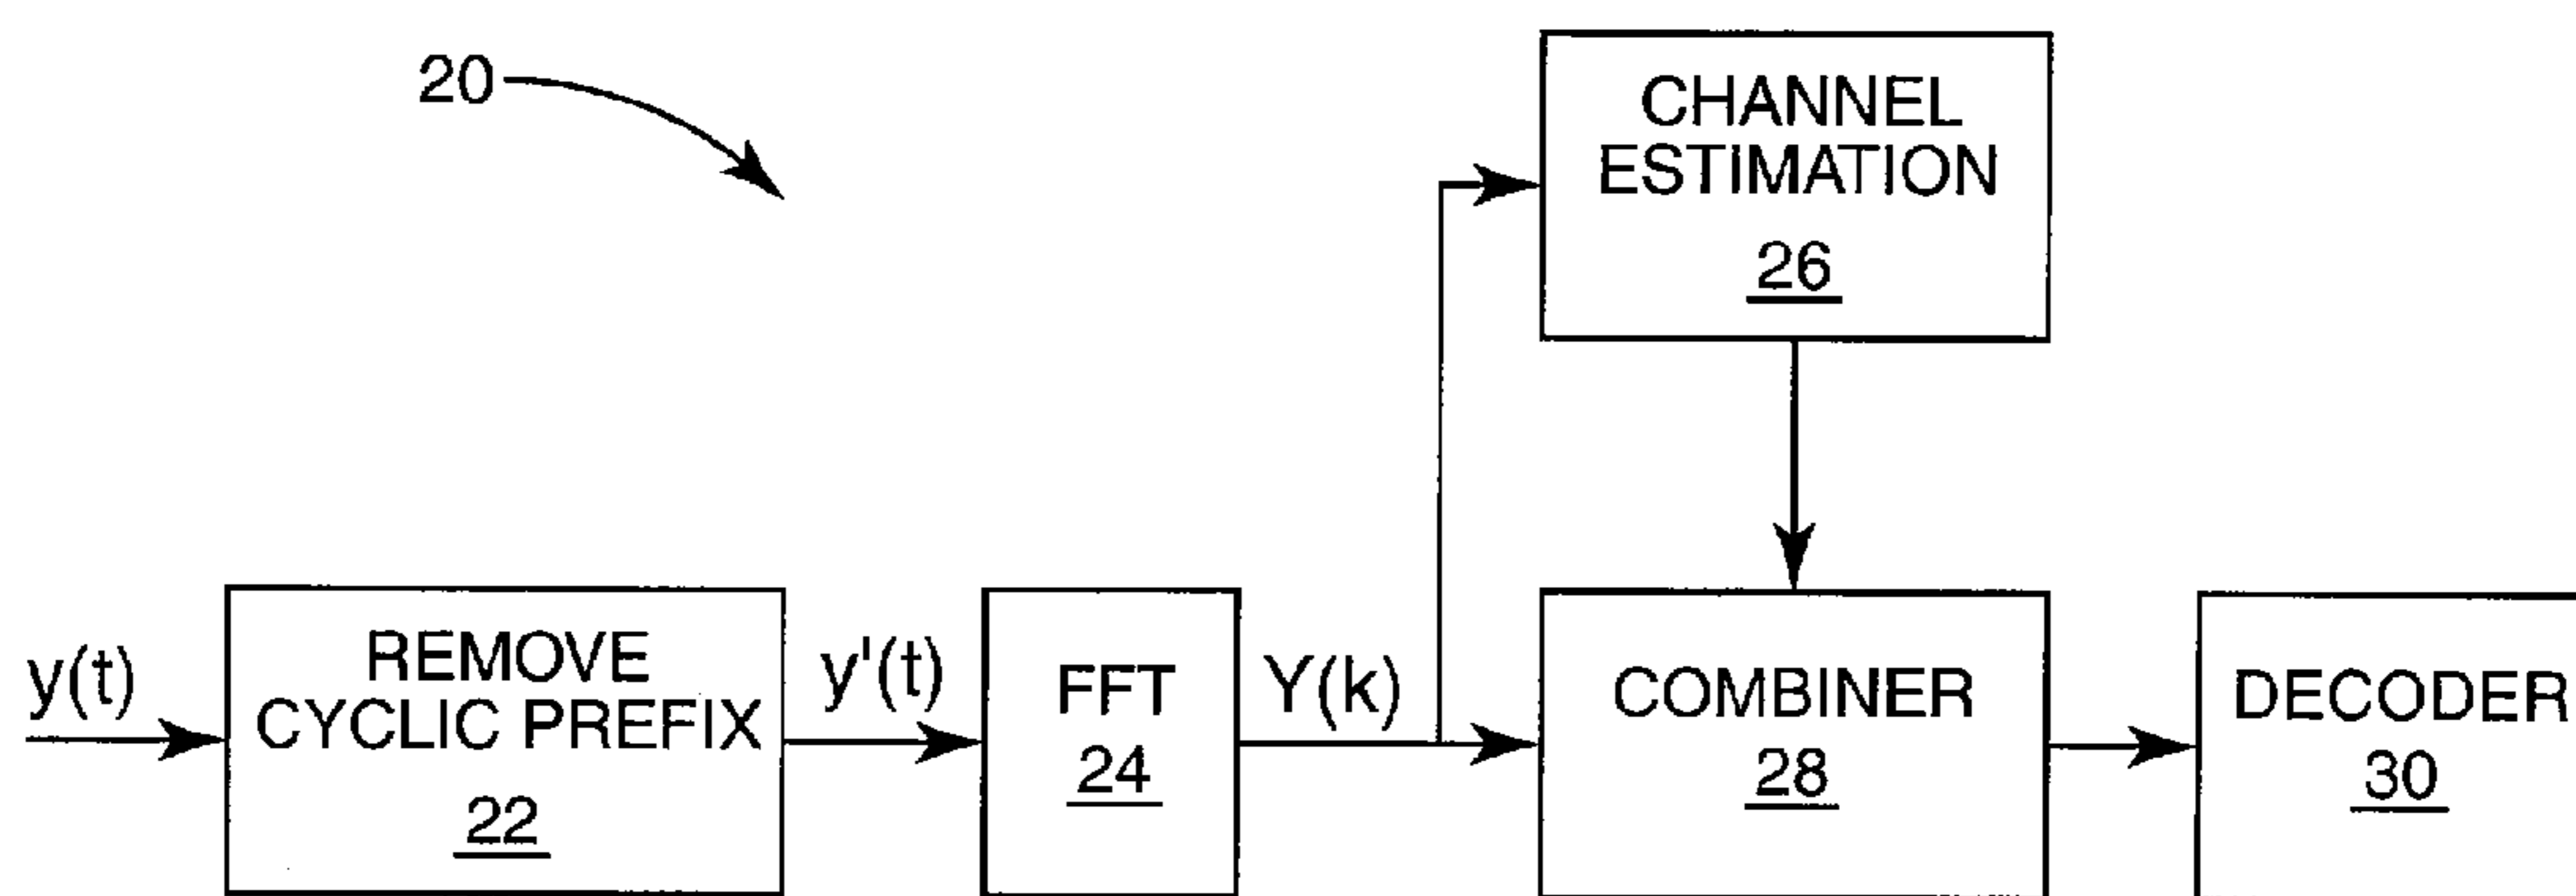 20
CHANNEL
ESTIMATION
26
y(t)
REMOVE
CYCLIC PREFIX
22
y'(t)
FFT
24
Y(k)
COMBINER
28
DECODER
30